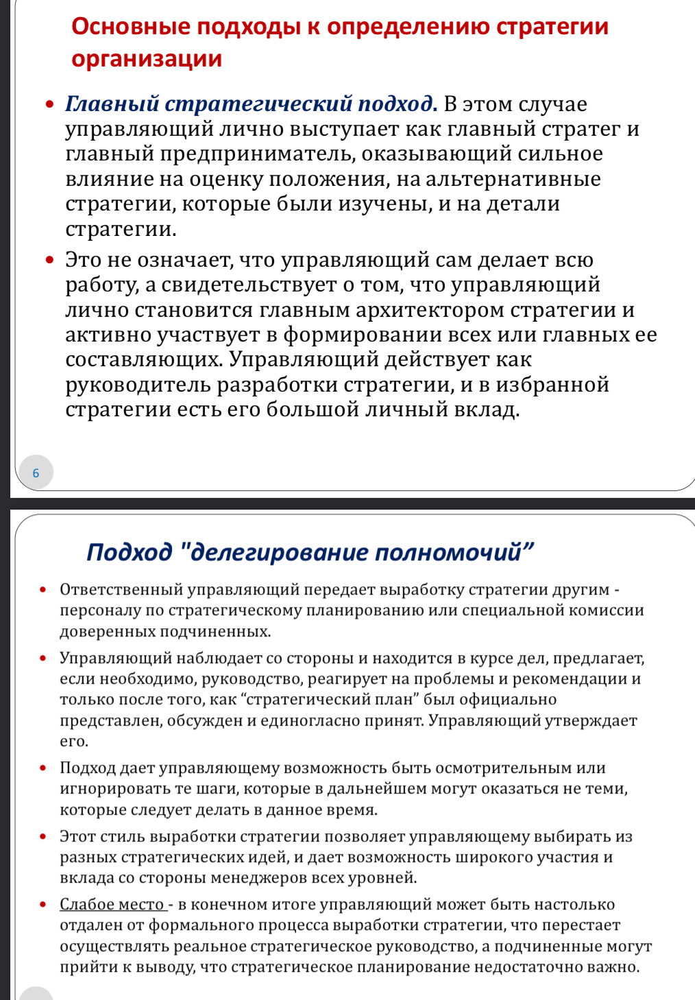 Основные подходы к определению стратегии
организации
• Главный стратегический подход. В этом случае
управляющий лично выступает как главный стратег и
главный предприниматель, оказывающий сильное
влияние на оценку положения, на альтернативные
стратегии, которые были изучены, и на детали
стратегии.
• Это не означает, что управляющий сам делает всю
работу, а свидетельствует о том, что управляющий
лично становится главным архитектором стратегии и
активно участвует в формировании всех или главных ее
составляющих. Управляющий действует как
руководитель разработки стратегии, и в избранной
стратегии есть его большой личный вклад.
6
Подход "делегирование полномочий”
• Ответственный управляющий передает выработку стратегии другим -
персоналу по стратегическому планированию или специальной комиссии
доверенных подчиненных.
• Управляющий наблюдает со стороны и находится в курсе дел, предлагает,
если необходимо, руководство, реагирует на проблемы и рекомендации и
только после того, как “стратегический план” был официально
представлен, обсужден и единогласно принят. Управляющий утверждает
его.
• Подход дает управляющему возможность быть осмотрительным или
игнорировать те шаги, которые в дальнейшем могут оказаться не теми,
которые следует делать в данное время.
• Этот стиль выработки стратегии позволяет управляющему выбирать из
разных стратегических идей, и дает возможность широкого участия и
вклада со стороны менеджеров всех уровней.
• Слабое место - в конечном итоге управляющий может быть настолько
отдален от формального процесса выработки стратегии, что перестает
осуществлять реальное стратегическое руководство, а подчиненные могут
прийти к выводу, что стратегическое планирование недостаточно важно.